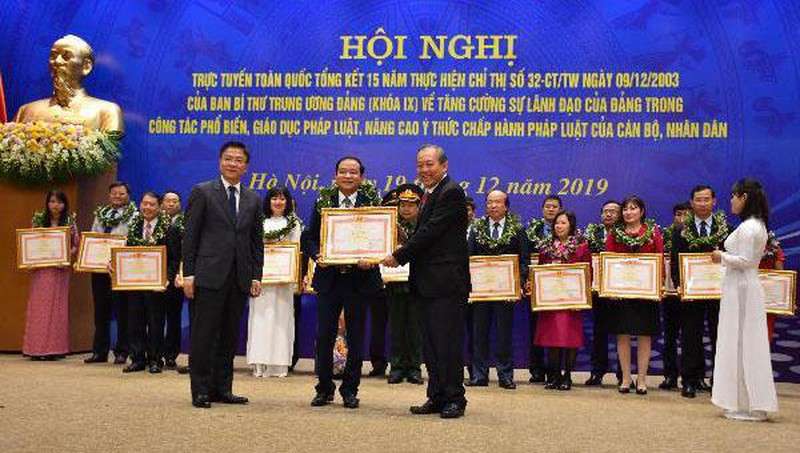 HỘI NGHỊ
TRỰC TUYẾN TOÀN QUỐC TỔNG KẾT 15 NĂM THỰC HIỆN CHỈ THỊ SỐ 32-CT/TW NGÀY 09/12/2003
CỦA BAN BÍ THƯ TRUNG ƯƠNG ĐẢNG (KHÓA IX) VỀ TĂNG CƯỜNG SỰ LÃNH ĐẠO CỦA ĐẢNG TRONG
CÔNG TÁC PHỔ BIẾN, GIÁO DỤC PHÁP LUẬT, NÂNG CAO Ý THỨC CHẤP HÀNH PHÁP LUẬT CỦA CÁN BỘ, NHÂN DÂN
Hà Nội, 19 12 2019